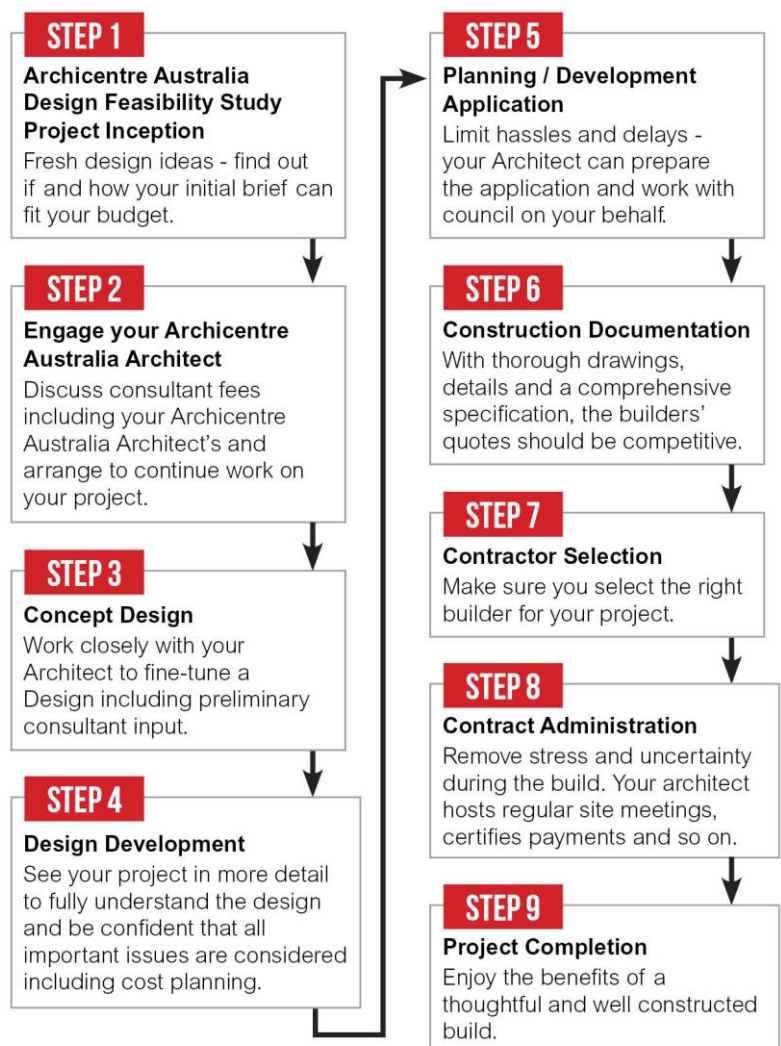 STEP 1
Archicentre Australia
Design Feasibility Study
Project Inception
Fresh design ideas - find out
if and how your initial brief can
fit your budget.
STEP 2
Engage your Archicentre
Australia Architect
Discuss consultant fees
including your Archicentre
Australia Architect's and
arrange to continue work on
your project.
STEP 3
Concept Design
Work closely with your
Architect to fine-tune a
Design including preliminary
consultant input.
STEP 4
Design Development
See your project in more detail
to fully understand the design
and be confident that all
important issues are considered
including cost planning.
STEP 5
Planning / Development
Application
Limit hassles and delays -
your Architect can prepare
the application and work with
council on your behalf.
STEP 6
Construction Documentation
With thorough drawings,
details and a comprehensive
specification, the builders'
quotes should be competitive.
STEP 7
Contractor Selection
Make sure you select the right
builder for your project.
STEP 8
Contract Administration
Remove stress and uncertainty
during the build. Your architect
hosts regular site meetings,
certifies payments and so on.
STEP 9
Project Completion
Enjoy the benefits of a
thoughtful and well constructed
build.